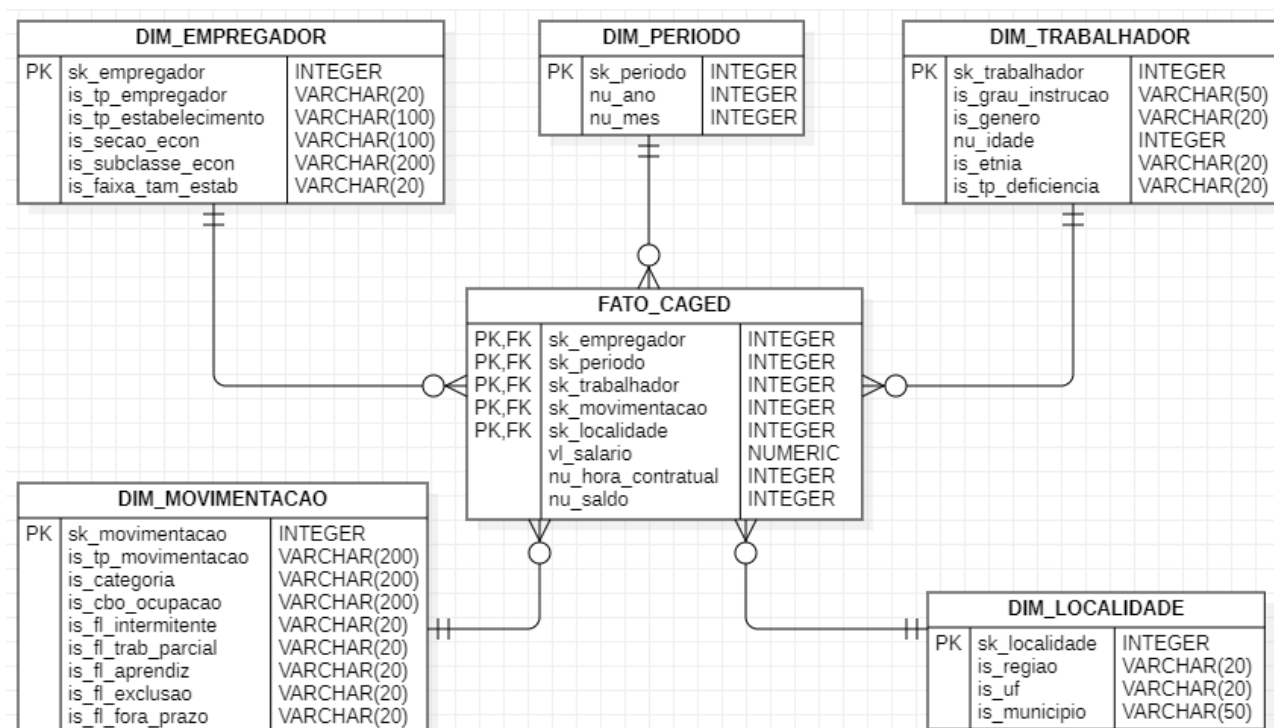 DIM_EMPREGADOR
PK sk_empregador INTEGER
is_tp_empregador VARCHAR(20)
is_tp_estabelecimento VARCHAR(100)
is_secao_econ VARCHAR(100)
is_subclasse_econ VARCHAR(200)
is_faixa_tam_estab VARCHAR(20)
DIM_PERIODO
PK sk_periodo INTEGER
nu_ano INTEGER
nu_mes INTEGER
DIM_TRABALHADOR
PK sk_trabalhador INTEGER
is_grau_instrucao VARCHAR(50)
is_genero VARCHAR(20)
nu_idade INTEGER
is_etnia VARCHAR(20)
is_tp_deficiencia VARCHAR(20)
FATO_CAGED
PK,FK sk_empregador INTEGER
PK,FK sk_periodo INTEGER
PK,FK sk_trabalhador INTEGER
PK,FK sk_movimentacao INTEGER
PK,FK sk_localidade INTEGER
vl_salario NUMERIC
nu_hora_contratual INTEGER
nu_saldo INTEGER
DIM_MOVIMENTACAO
PK sk_movimentacao INTEGER
is_tp_movimentacao VARCHAR(200)
is_categoria VARCHAR(200)
is_cbo_ocupacao VARCHAR(200)
is_fl_intermitente VARCHAR(20)
is_fl_trab_parcial VARCHAR(20)
is_fl_aprendiz VARCHAR(20)
is_fl_exclusao VARCHAR(20)
is_fl_fora_prazo VARCHAR(20)
DIM_LOCALIDADE
PK sk_localidade INTEGER
is_regiao VARCHAR(20)
is_uf VARCHAR(20)
is_municipio VARCHAR(50)